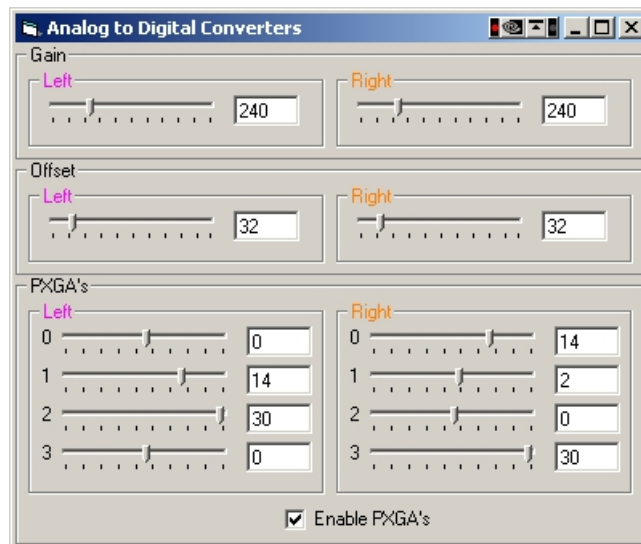 Analog to Digital Converters
Gain
Left Right
240 240
Offset
Left Right
32 32
PXGA's
Left Right
0 0 0 14
1 14 1 2
2 30 2 0
3 0 3 30
Enable PXGA's